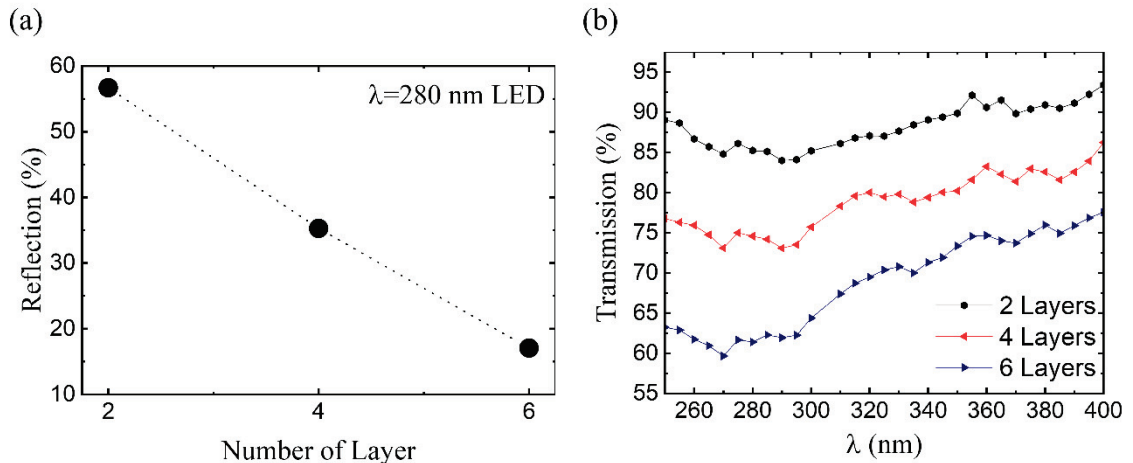 (a)
(b)
60
50
40
30
20
10
2
4
6
Reflection (%)
Number of Layer
λ=280 nm LED
95
90
85
80
75
70
65
60
55
260
280
300
320
340
360
380
400
Transmission (%)
λ (nm)
2 Layers
4 Layers
6 Layers